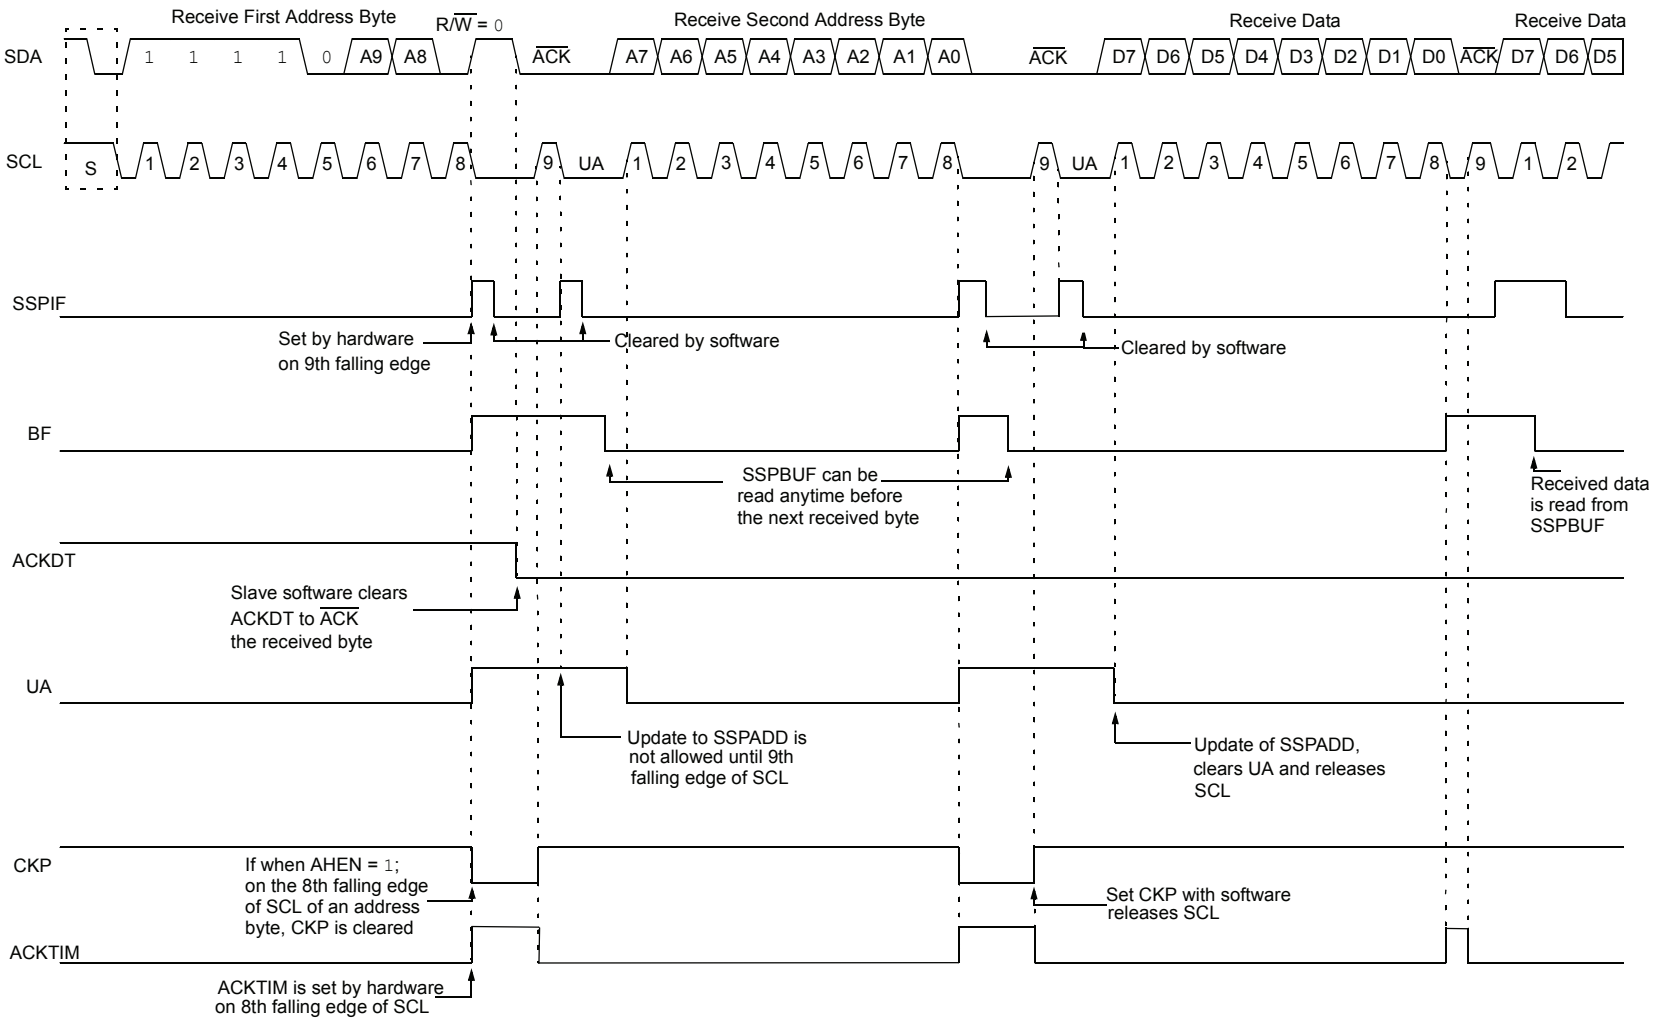 Receive First Address Byte R/W = 0 Receive Second Address Byte Receive Data Receive Data
SDA 1 1 1 1 0 A9 A8 ACK A7 A6 A5 A4 A3 A2 A1 A0 ACK D7 D6 D5 D4 D3 D2 D1 D0 ACK D7 D6 D5
SCL S 1 2 3 4 5 6 7 8 9 UA 1 2 3 4 5 6 7 8 9 UA 1 2 3 4 5 6 7 8 9 1 2
SSPIF
Set by hardware
on 9th falling edge
Cleared by software
Cleared by software
BF
SSPBUF can be
read anytime before
the next received byte
Received data
is read from
SSPBUF
ACKDT
Slave software clears
ACKDT to ACK
the received byte
UA
Update to SSPADD is
not allowed until 9th
falling edge of SCL
Update of SSPADD,
clears UA and releases
SCL
CKP
If when AHEN = 1;
on the 8th falling edge
of SCL of an address
byte, CKP is cleared
Set CKP with software
releases SCL
ACKTIM
ACKTIM is set by hardware
on 8th falling edge of SCL